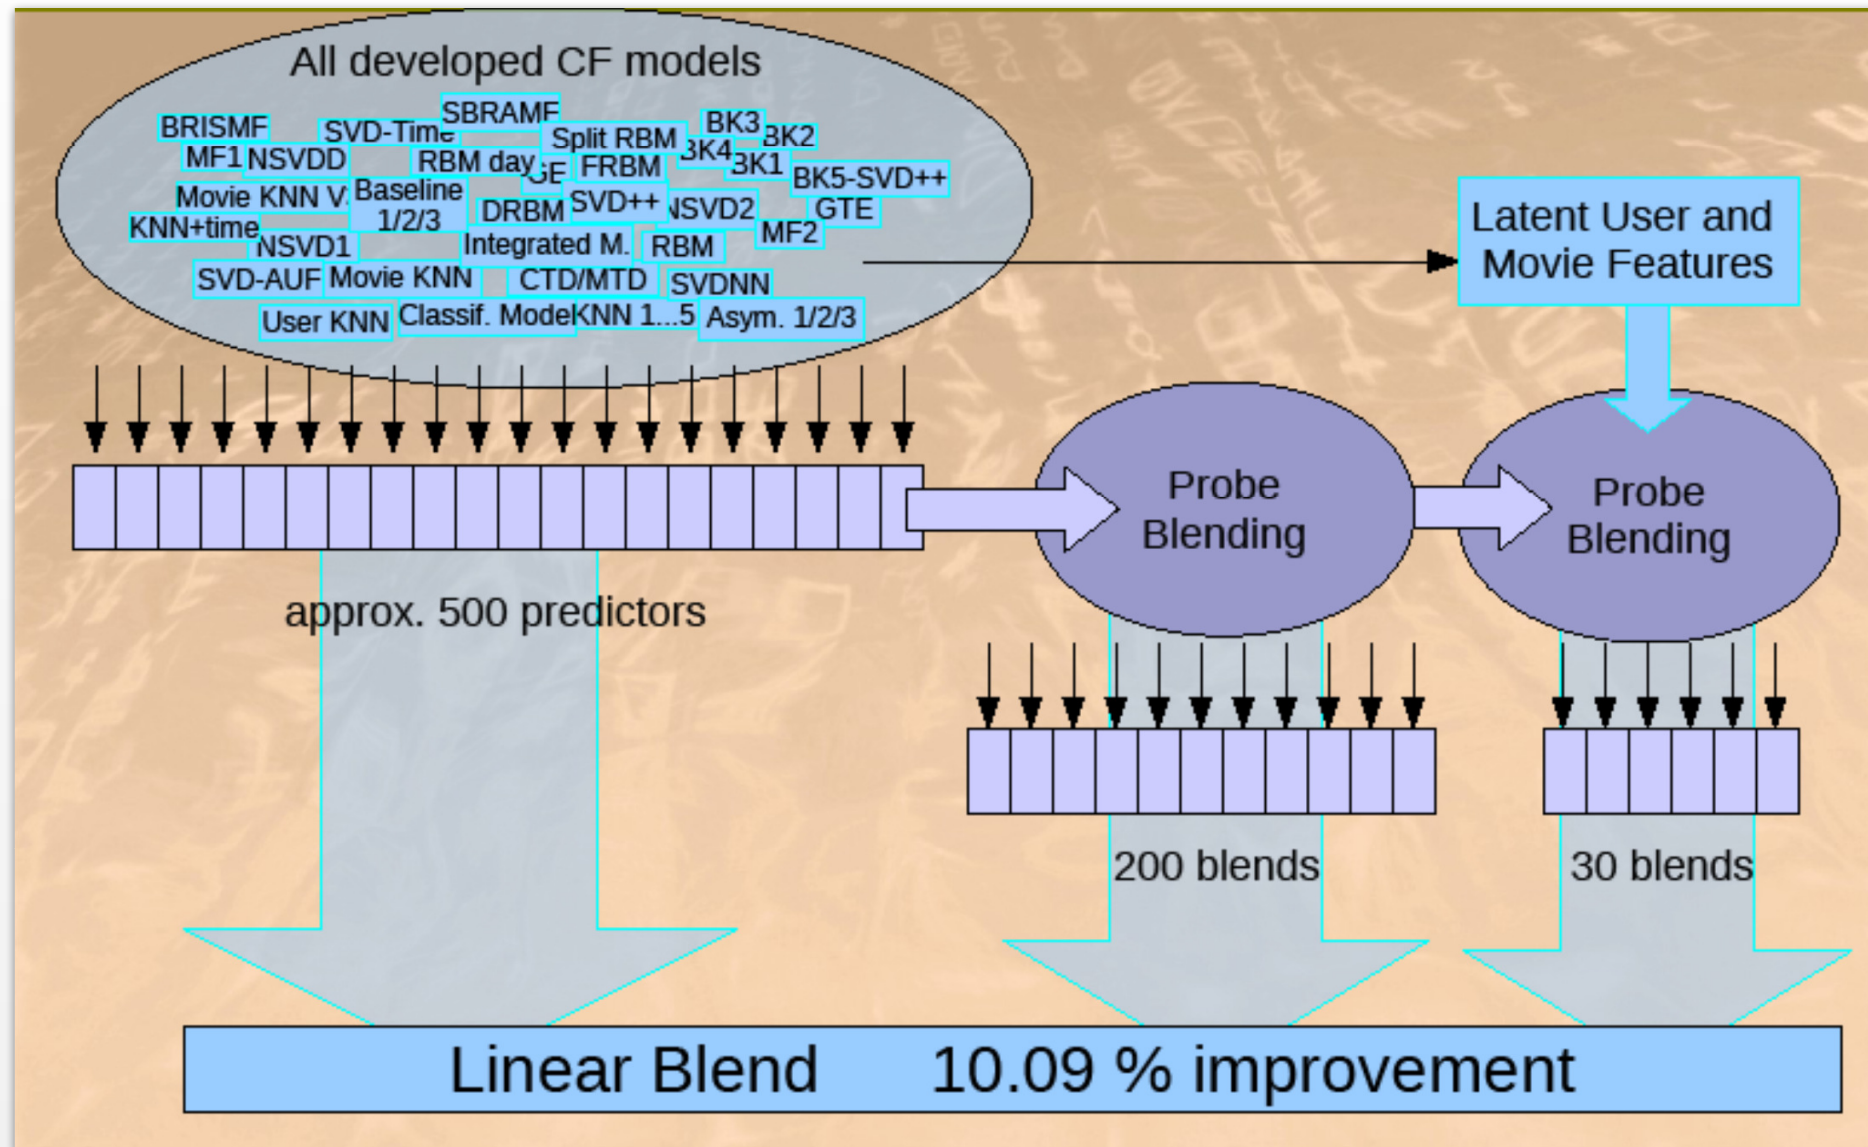 All developed CF models
SBRAMF
BRISMF
SVD-Time
Split RBM
BK3
BK2
MF1
NSVDD
RBM day
GE
FRBM
BK4
BK1
BK5-SVD++
Movie KNN V
Baseline
1/2/3
DRBM
SVD++
NSVD2
GTE
KNN+time
NSVD1
Integrated M.
RBM
MF2
SVD-AUF
Movie KNN
CTD/MTD
SVDNN
User KNN
Classif. Model
KNN 1...5
Asym. 1/2/3
Latent User and
Movie Features
Probe
Blending
Probe
Blending
approx. 500 predictors
200 blends
30 blends
Linear Blend 10.09 % improvement